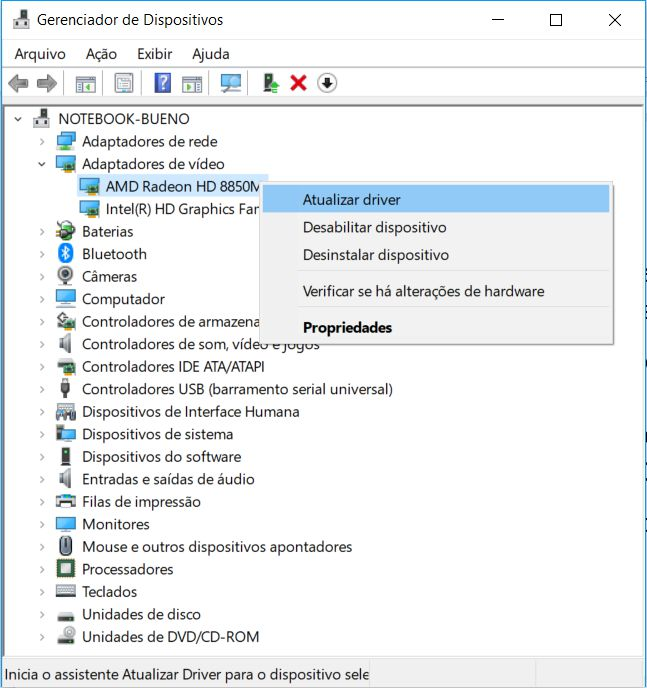 Gerenciador de Dispositivos
Arquivo Ação Exibir Ajuda
NOTEBOOK-BUENO
Adaptadores de rede
Adaptadores de vídeo
AMD Radeon HD 8850M
Intel(R) HD Graphics Fan
Atualizar driver
Desabilitar dispositivo
Desinstalar dispositivo
Verificar se há alterações de hardware
Propriedades
Baterias
Bluetooth
Câmeras
Computador
Controladores de armazena
Controladores de som, vídeo e jogos
Controladores IDE ATA/ATAPI
Controladores USB (barramento serial universal)
Dispositivos de Interface Humana
Dispositivos de sistema
Dispositivos do software
Entradas e saídas de áudio
Filas de impressão
Monitores
Mouse e outros dispositivos apontadores
Processadores
Teclados
Unidades de disco
Unidades de DVD/CD-ROM
Inicia o assistente Atualizar Driver para o dispositivo sele